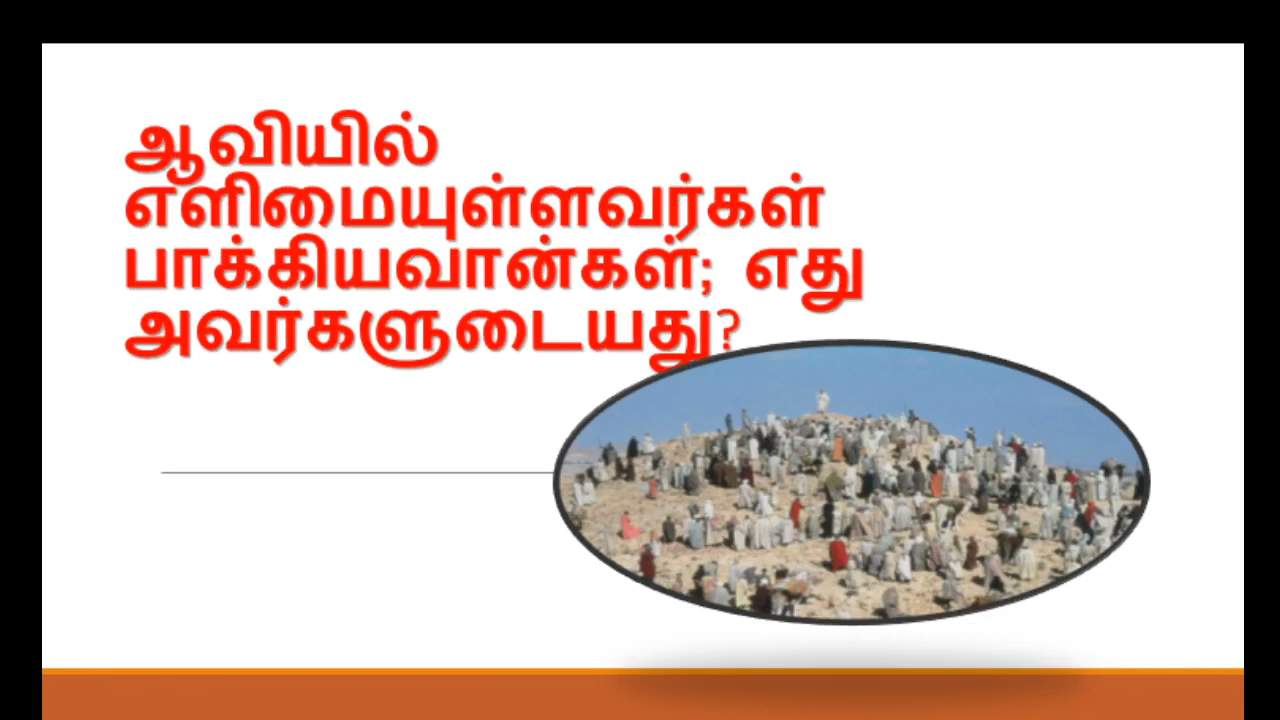 ஆவியில்
எளிமையுள்ளவர்கள்
பாக்கியவான்கள்; எது
அவர்களுடையது?